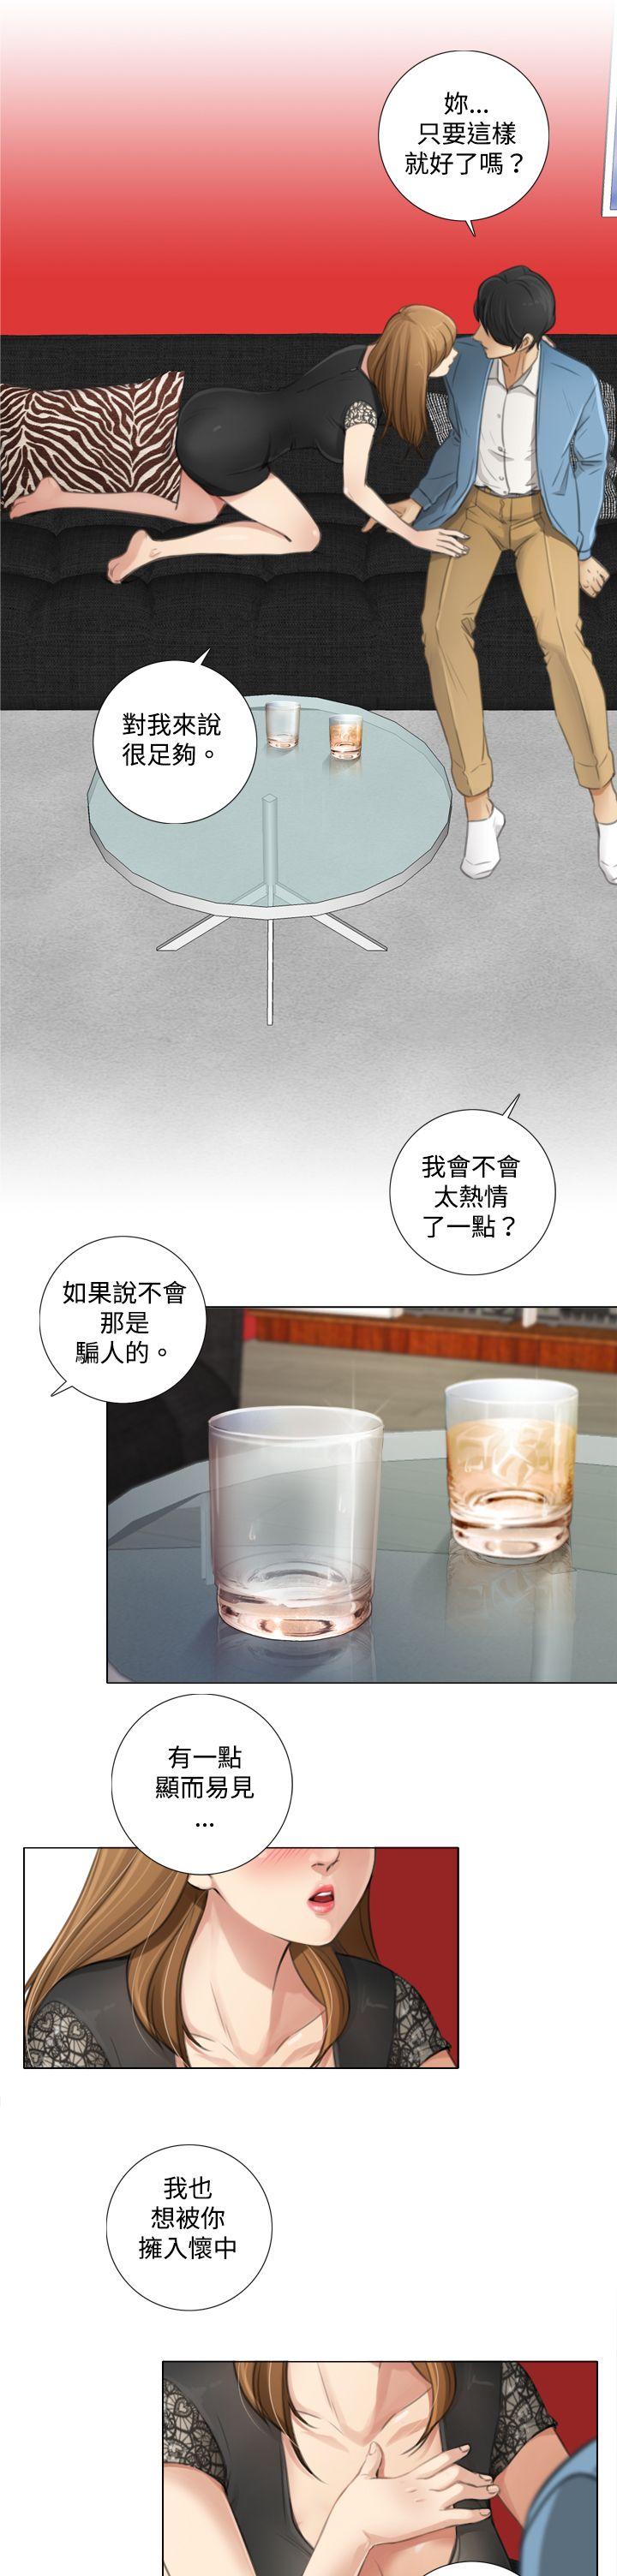 妳...
只要這樣
就好了嗎？
對我來說
很足夠。
我會不會
太熱情
了一點？
如果說不會
那是
騙人的。
有一點
顯而易見
...
我也
想被你
擁入懷中